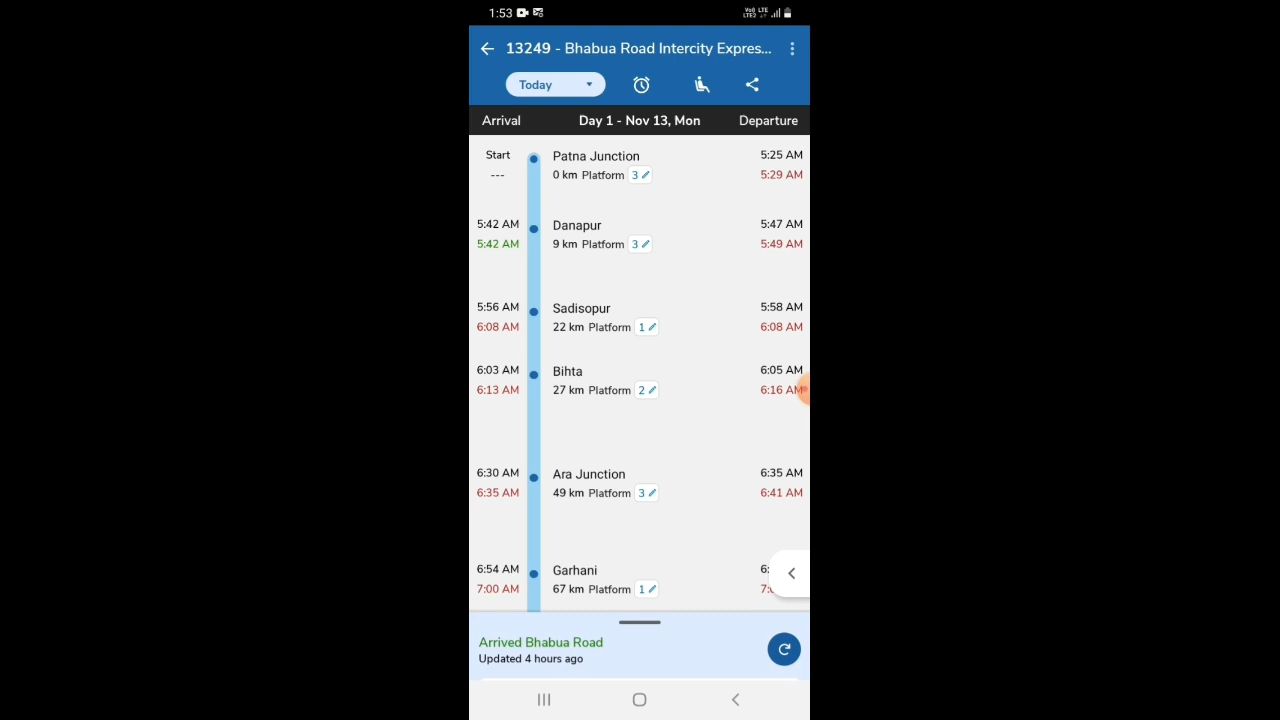 1:53
Vo) LTE
LTE2
13249 - Bhabua Road Intercity Expres...
Today
Arrival Day 1 - Nov 13, Mon Departure
Start Patna Junction 5:25 AM
--- 0 km Platform 3 5:29 AM
5:42 AM Danapur 5:47 AM
5:42 AM 9 km Platform 3 5:49 AM
5:56 AM Sadisopur 5:58 AM
6:08 AM 22 km Platform 1 6:08 AM
6:03 AM Bihta 6:05 AM
6:13 AM 27 km Platform 2 6:16 AM
6:30 AM Ara Junction 6:35 AM
6:35 AM 49 km Platform 3 6:41 AM
6:54 AM Garhani 6:
7:00 AM 67 km Platform 1 7:
Arrived Bhabua Road
Updated 4 hours ago